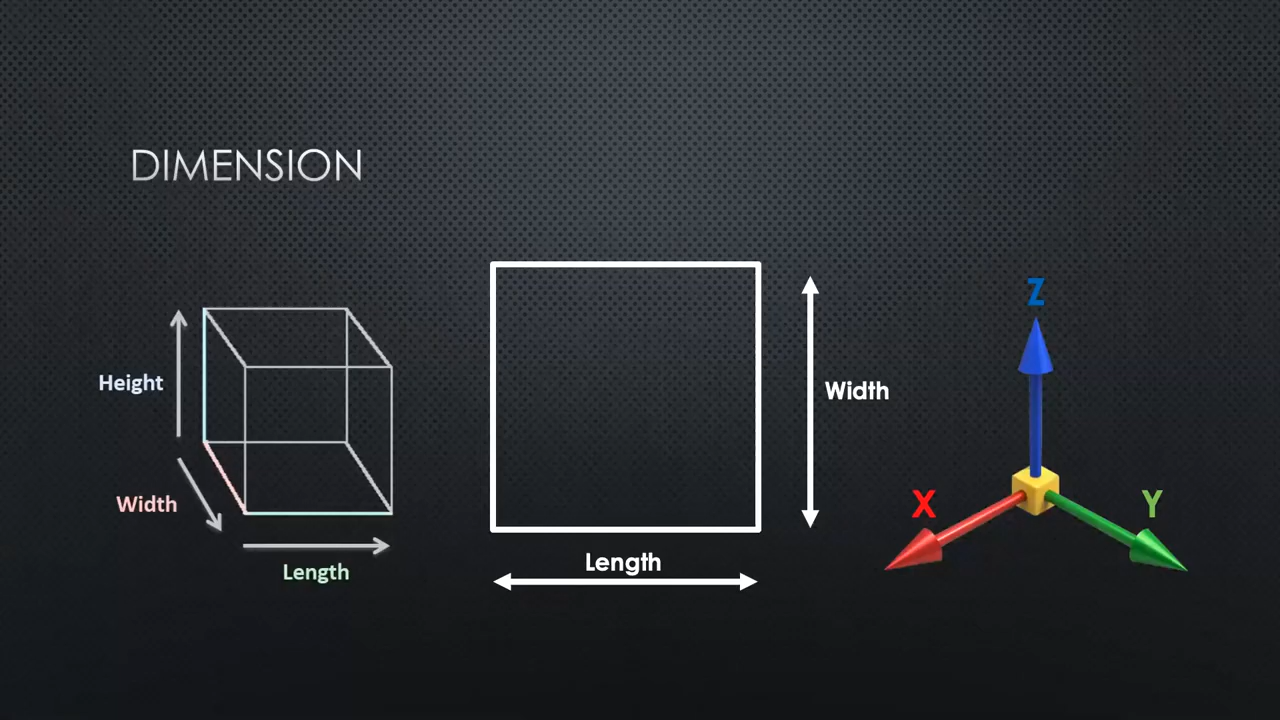 DIMENSION
Height
Width
Length
Width
Length
Z
X
Y